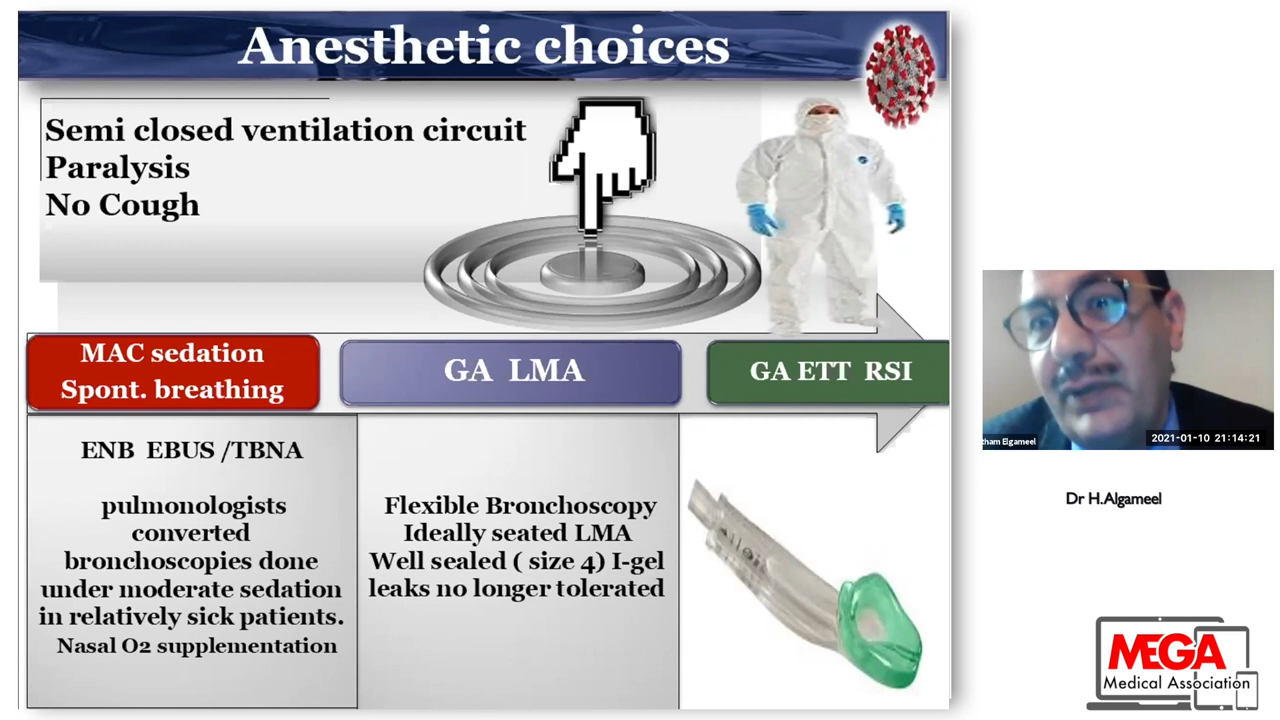 Anesthetic choices
Semi closed ventilation circuit
Paralysis
No Cough
MAC sedation
Spont. breathing
GA LMA
GA ETT RSI
ENB EBUS /TBNA
pulmonologists
converted
bronchoscopies done
under moderate sedation
in relatively sick patients.
Nasal O2 supplementation
Flexible Bronchoscopy
Ideally seated LMA
Well sealed ( size 4) I-gel
leaks no longer tolerated
tham Elgameel
2021-01-10 21:14:21
Dr H.Algameel
MEGA
Medical Association